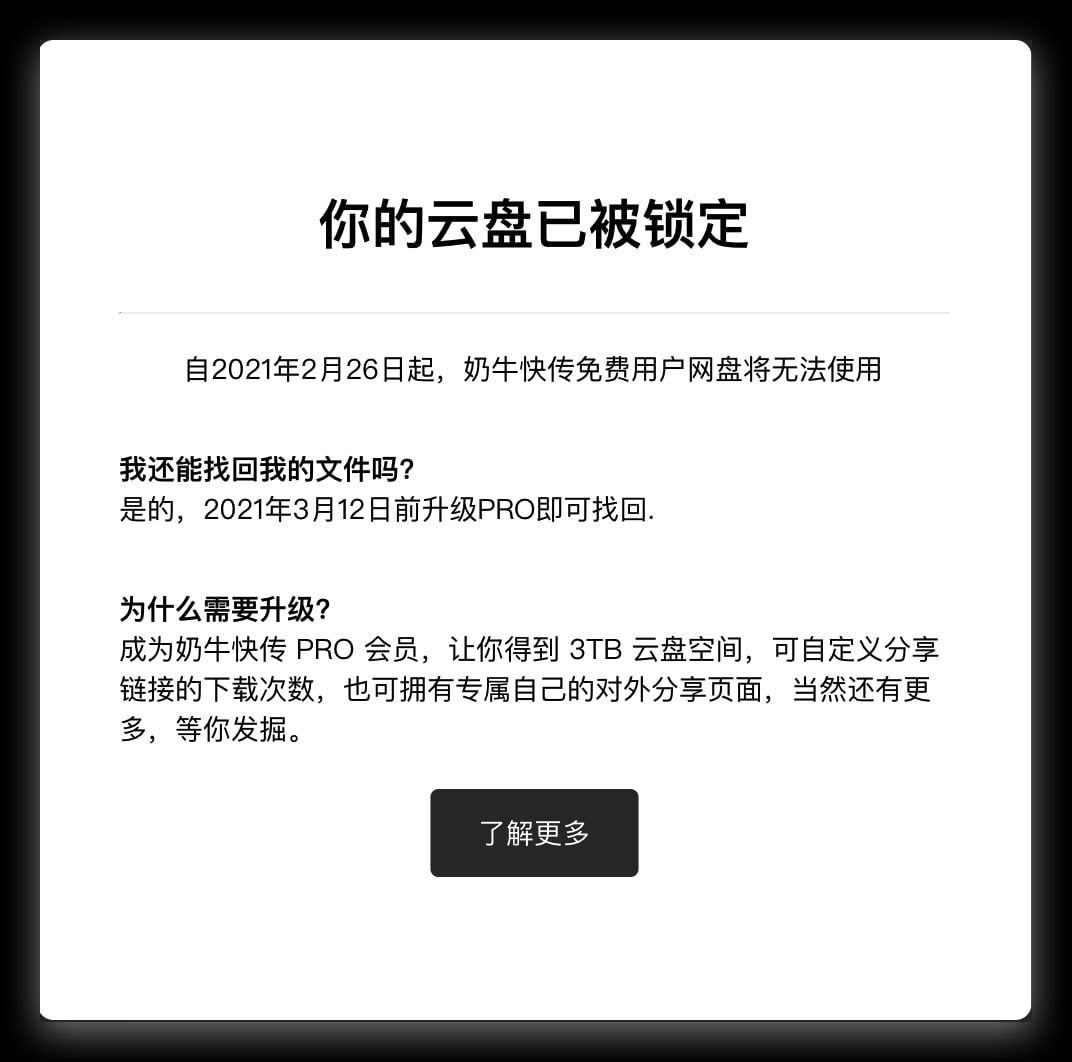 你的云盘已被锁定
自2021年2月26日起，奶牛快传免费用户网盘将无法使用
我还能找回我的文件吗？
是的，2021年3月12日前升级PRO即可找回.
为什么需要升级？
成为奶牛快传 PRO 会员，让你得到 3TB 云盘空间，可自定义分享
链接的下载次数，也可拥有专属自己的对外分享页面，当然还有更
多，等你发掘。
了解更多